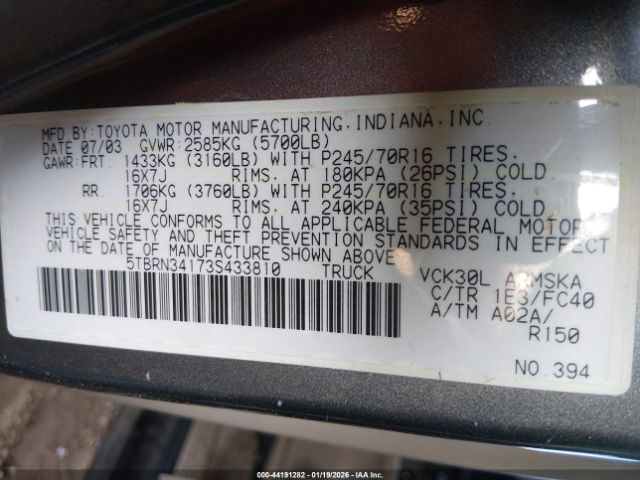 MFD.BY:TOYOTA MOTOR MANUFACTURING.INDIANA,INC.
DATE 07/03 GVWR:2585KG (5700LB)
GAWR:FRT. 1433KG (3160LB) WITH P245/70R16 TIRES.
16X7J RIMS. AT 180KPA (26PSI) COLD.
RR. 1706KG (3760LB) WITH P245/70R16 TIRES.
16X7J RIMS. AT 240KPA (35PSI) COLD.
THIS VEHICLE CONFORMS TO ALL APPLICABLE FEDERAL MOTOR
VEHICLE SAFETY AND THEFT PREVENTION STANDARDS IN EFFECT
ON THE DATE OF MANUFACTURE SHOWN ABOVE
5TBRN34173S433810 TRUCK
VCK30L
C/TR 1E3/FC40
A/TM A02A/
R150
NO.394
000-44191282 - 01/19/2026 - IAAI.COM